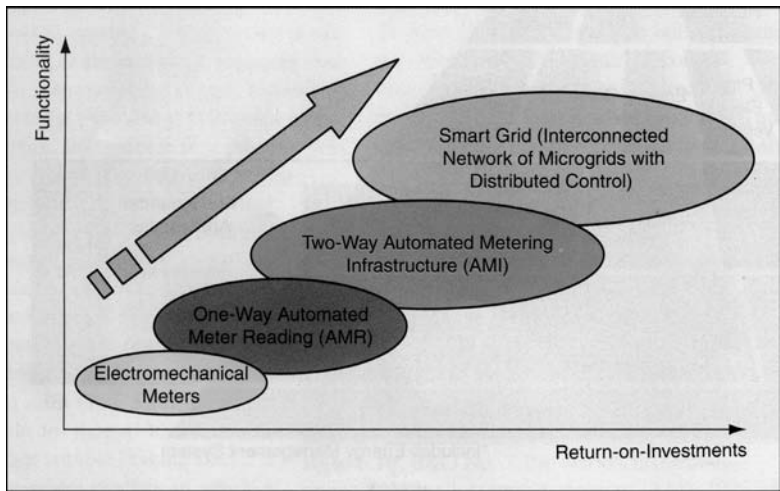 Functionality
Smart Grid (Interconnected
Network of Microgrids with
Distributed Control)
Two-Way Automated Metering
Infrastructure (AMI)
One-Way Automated
Meter Reading (AMR)
Electromechanical
Meters
Return-on-Investments